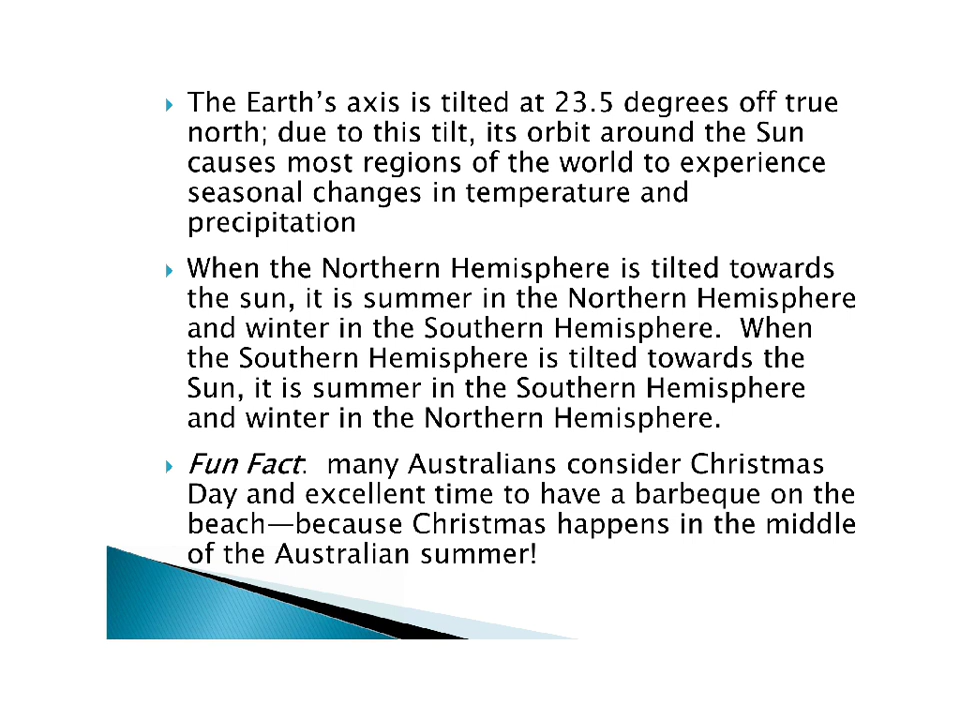 The Earth's axis is tilted at 23.5 degrees off true
north; due to this tilt, its orbit around the Sun
causes most regions of the world to experience
seasonal changes in temperature and
precipitation
When the Northern Hemisphere is tilted towards
the sun, it is summer in the Northern Hemisphere
and winter in the Southern Hemisphere.  When
the Southern Hemisphere is tilted towards the
Sun, it is summer in the Southern Hemisphere
and winter in the Northern Hemisphere.
Fun Fact:  many Australians consider Christmas
Day and excellent time to have a barbeque on the
beach—because Christmas happens in the middle
of the Australian summer!